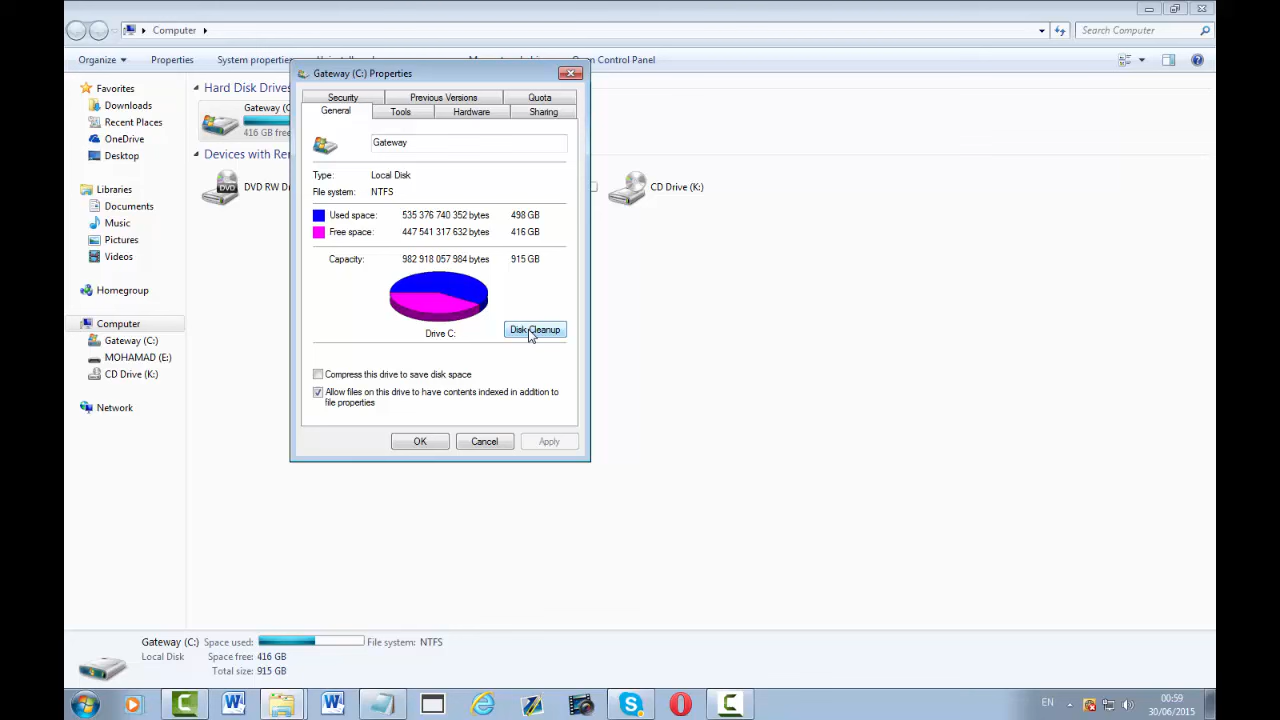 Computer
Search Computer
Organize
Properties
System properties
Open Control Panel
Favorites
Downloads
Recent Places
OneDrive
Desktop
Libraries
Documents
Music
Pictures
Videos
Homegroup
Computer
Gateway (C:)
MOHAMAD (E:)
CD Drive (K:)
Network
Hard Disk Drives
Gateway (C
416 GB free
Devices with Re
DVD RW D
CD Drive (K:)
Gateway (C:) Properties
Security
Previous Versions
Quota
General
Tools
Hardware
Sharing
Gateway
Type: Local Disk
File system: NTFS
Used space: 535 376 740 352 bytes 498 GB
Free space: 447 541 317 632 bytes 416 GB
Capacity: 982 918 057 984 bytes 915 GB
Drive C:
Disk Cleanup
Compress this drive to save disk space
Allow files on this drive to have contents indexed in addition to
file properties
OK
Cancel
Apply
Gateway (C:) Space used: File system: NTFS
Local Disk Space free: 416 GB
Total size: 915 GB
EN
00:59
30/06/2015